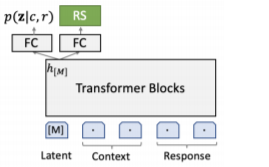 p(z|c, r) RS
FC FC
h[M]
Transformer Blocks
[M] · · · ·
Latent Context Response